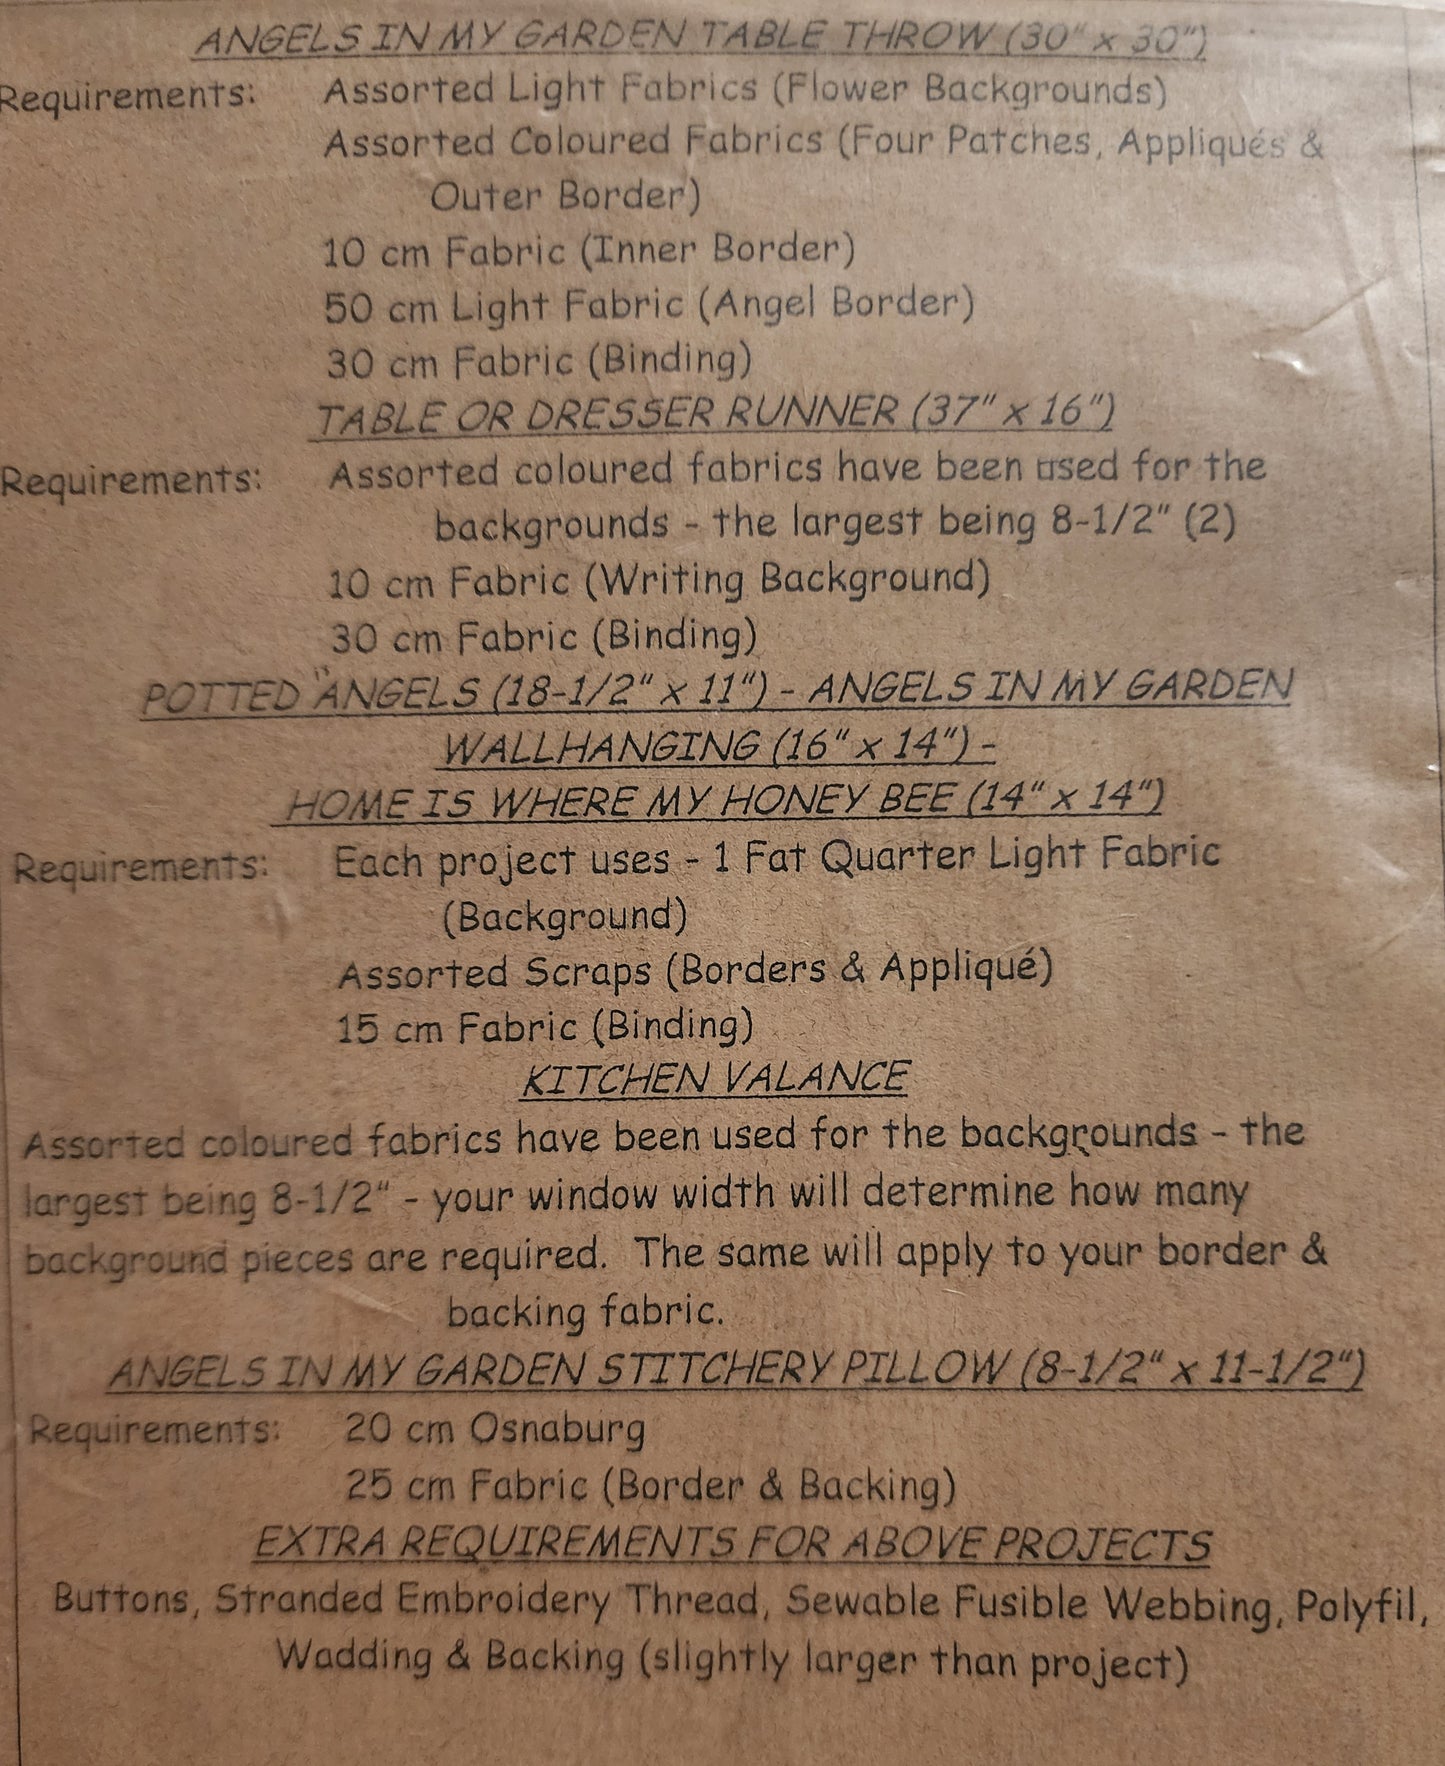 ANGELS IN MY GARDEN TABLE THROW (30" x 30")
Requirements: Assorted Light Fabrics (Flower Backgrounds)
Assorted Coloured Fabrics (Four Patches, Appliqués &
Outer Border)
10 cm Fabric (Inner Border)
50 cm Light Fabric (Angel Border)
30 cm Fabric (Binding)
TABLE OR DRESSER RUNNER (37" x 16")
Requirements: Assorted coloured fabrics have been used for the
backgrounds - the largest being 8-1/2" (2)
10 cm Fabric (Writing Background)
30 cm Fabric (Binding)
POTTED ANGELS (18-1/2" x 11") - ANGELS IN MY GARDEN
WALLHANGING (16" x 14") -
HOME IS WHERE MY HONEY BEE (14" x 14")
Requirements: Each project uses - 1 Fat Quarter Light Fabric
(Background)
Assorted Scraps (Borders & Appliqué)
15 cm Fabric (Binding)
KITCHEN VALANCE
Assorted coloured fabrics have been used for the backgrounds - the
largest being 8-1/2" - your window width will determine how many
background pieces are required. The same will apply to your border &
backing fabric.
ANGELS IN MY GARDEN STITCHERY PILLOW (8-1/2" x 11-1/2")
Requirements: 20 cm Osnaburg
25 cm Fabric (Border & Backing)
EXTRA REQUIREMENTS FOR ABOVE PROJECTS
Buttons, Stranded Embroidery Thread, Sewable Fusible Webbing, Polyfil,
Wadding & Backing (slightly larger than project)